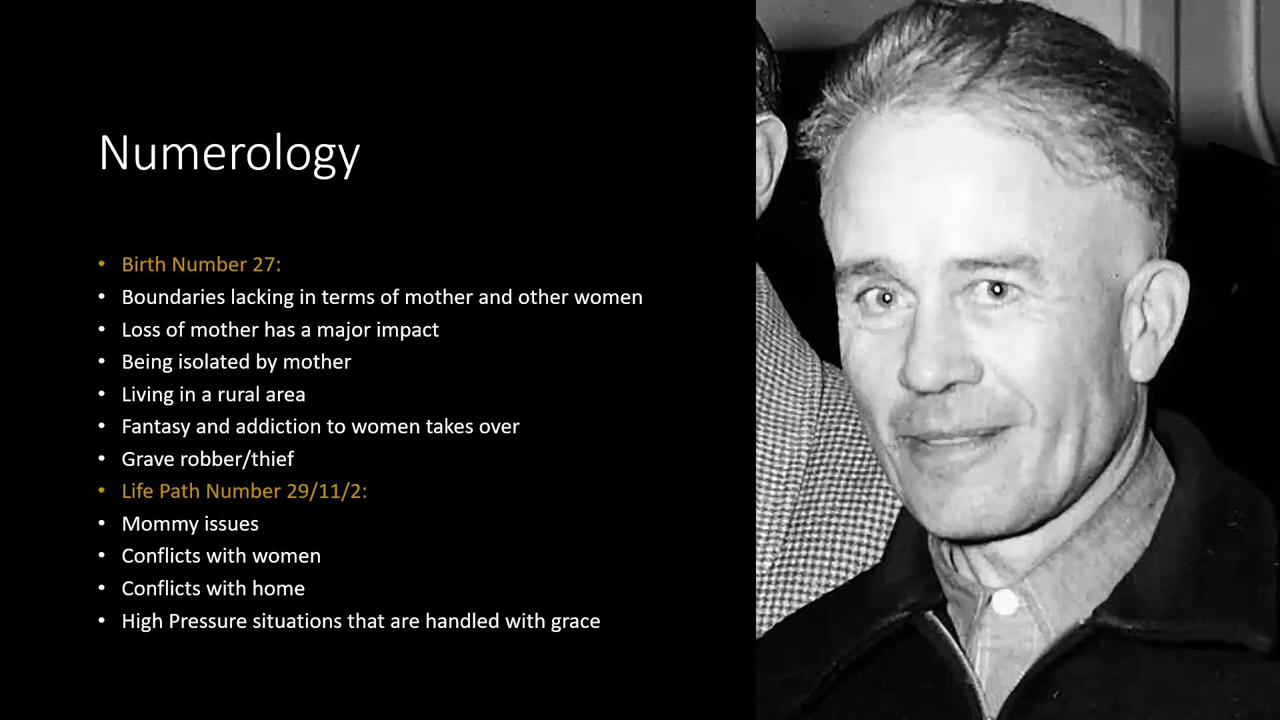 Numerology
• Birth Number 27:
• Boundaries lacking in terms of mother and other women
• Loss of mother has a major impact
• Being isolated by mother
• Living in a rural area
• Fantasy and addiction to women takes over
• Grave robber/thief
• Life Path Number 29/11/2:
• Mommy issues
• Conflicts with women
• Conflicts with home
• High Pressure situations that are handled with grace